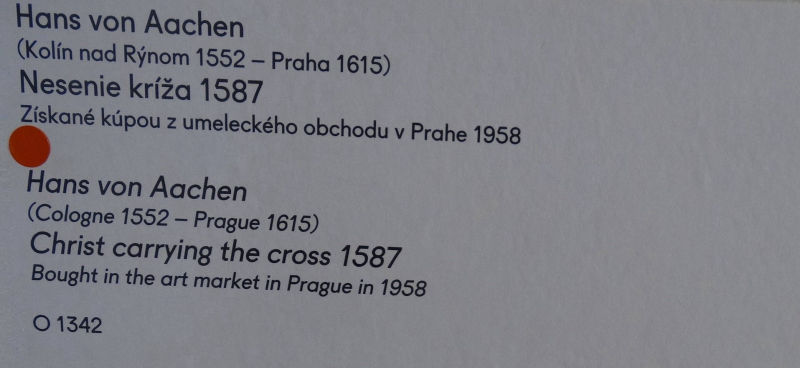 Hans von Aachen
(Kolín nad Rýnom 1552 – Praha 1615)
Nesenie kríža 1587
Získané kúpou z umeleckého obchodu v Prahe 1958
Hans von Aachen
(Cologne 1552 – Prague 1615)
Christ carrying the cross 1587
Bought in the art market in Prague in 1958
O 1342